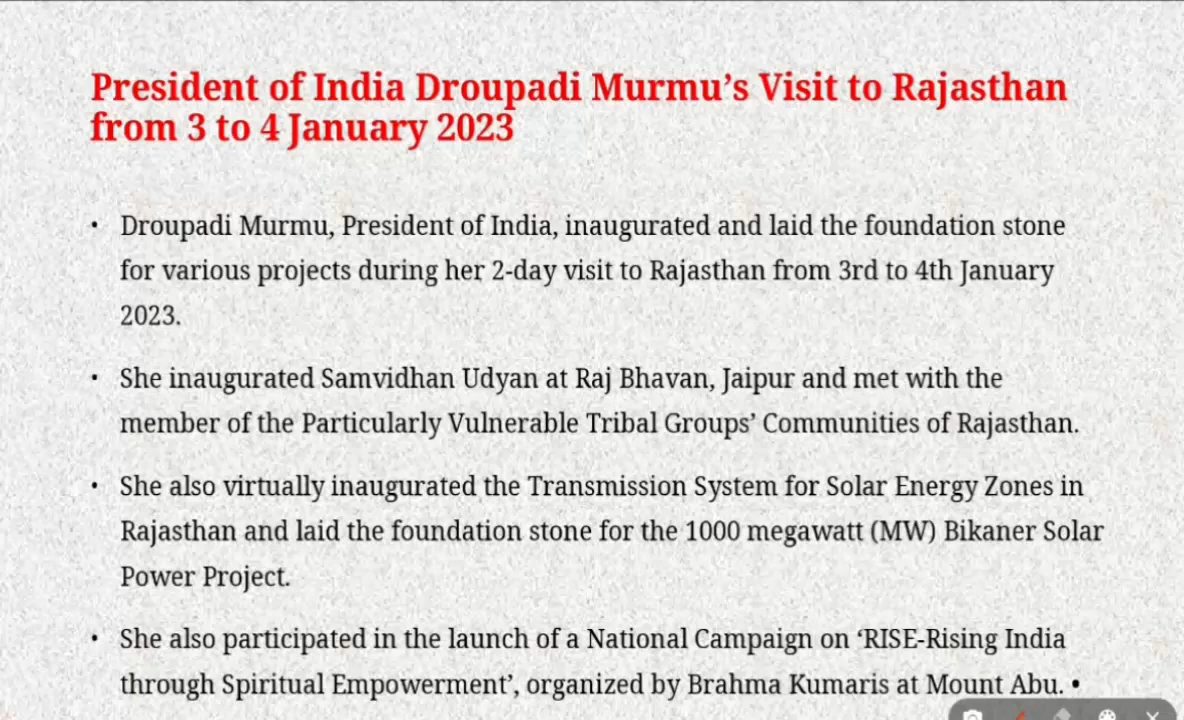 President of India Droupadi Murmu’s Visit to Rajasthan
from 3 to 4 January 2023
• Droupadi Murmu, President of India, inaugurated and laid the foundation stone
for various projects during her 2-day visit to Rajasthan from 3rd to 4th January
2023.
• She inaugurated Samvidhan Udyan at Raj Bhavan, Jaipur and met with the
member of the Particularly Vulnerable Tribal Groups’ Communities of Rajasthan.
• She also virtually inaugurated the Transmission System for Solar Energy Zones in
Rajasthan and laid the foundation stone for the 1000 megawatt (MW) Bikaner Solar
Power Project.
• She also participated in the launch of a National Campaign on ‘RISE-Rising India
through Spiritual Empowerment’, organized by Brahma Kumaris at Mount Abu. •